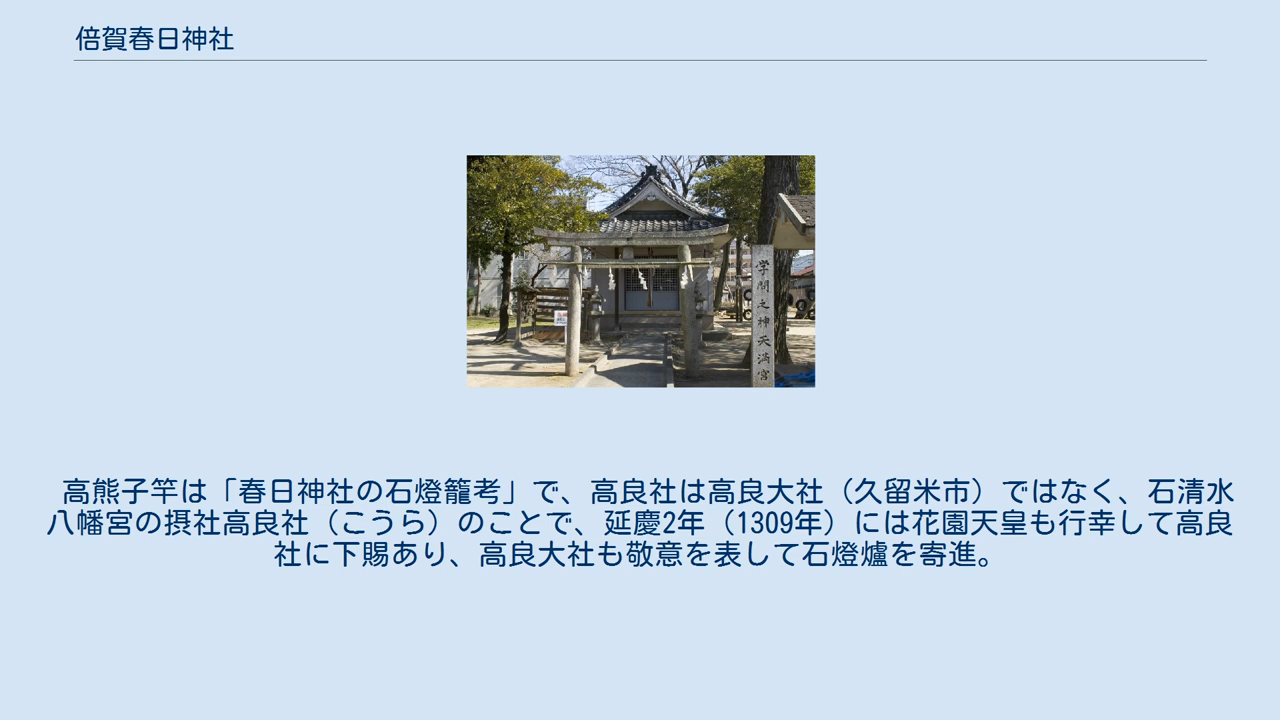 倍賀春日神社
学問之神天満宮
高熊子竿は「春日神社の石燈籠考」で、高良社は高良大社（久留米市）ではなく、石清水
八幡宮の摂社高良社（こうら）のことで、延慶2年（1309年）には花園天皇も行幸して高良
社に下賜あり、高良大社も敬意を表して石燈爐を寄進。